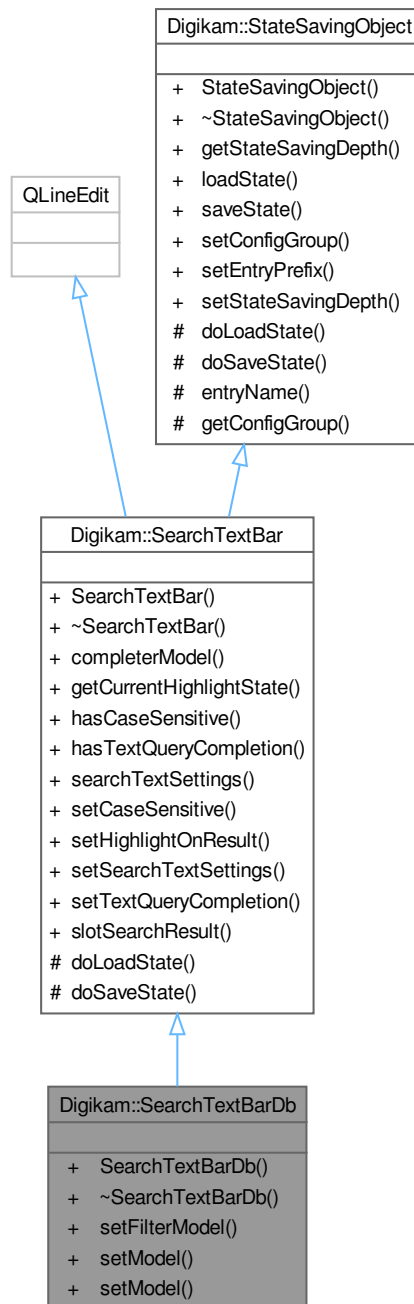 Digikam::StateSavingObject
+ StateSavingObject()
+ ~StateSavingObject()
+ getStateSavingDepth()
+ loadState()
+ saveState()
+ setConfigGroup()
+ setEntryPrefix()
+ setStateSavingDepth()
# doLoadState()
# doSaveState()
# entryName()
# getConfigGroup()
QLineEdit
Digikam::SearchTextBar
+ SearchTextBar()
+ ~SearchTextBar()
+ completerModel()
+ getCurrentHighlightState()
+ hasCaseSensitive()
+ hasTextQueryCompletion()
+ searchTextSettings()
+ setCaseSensitive()
+ setHighlightOnResult()
+ setSearchTextSettings()
+ setTextQueryCompletion()
+ slotSearchResult()
# doLoadState()
# doSaveState()
Digikam::SearchTextBarDb
+ SearchTextBarDb()
+ ~SearchTextBarDb()
+ setFilterModel()
+ setModel()
+ setModel()